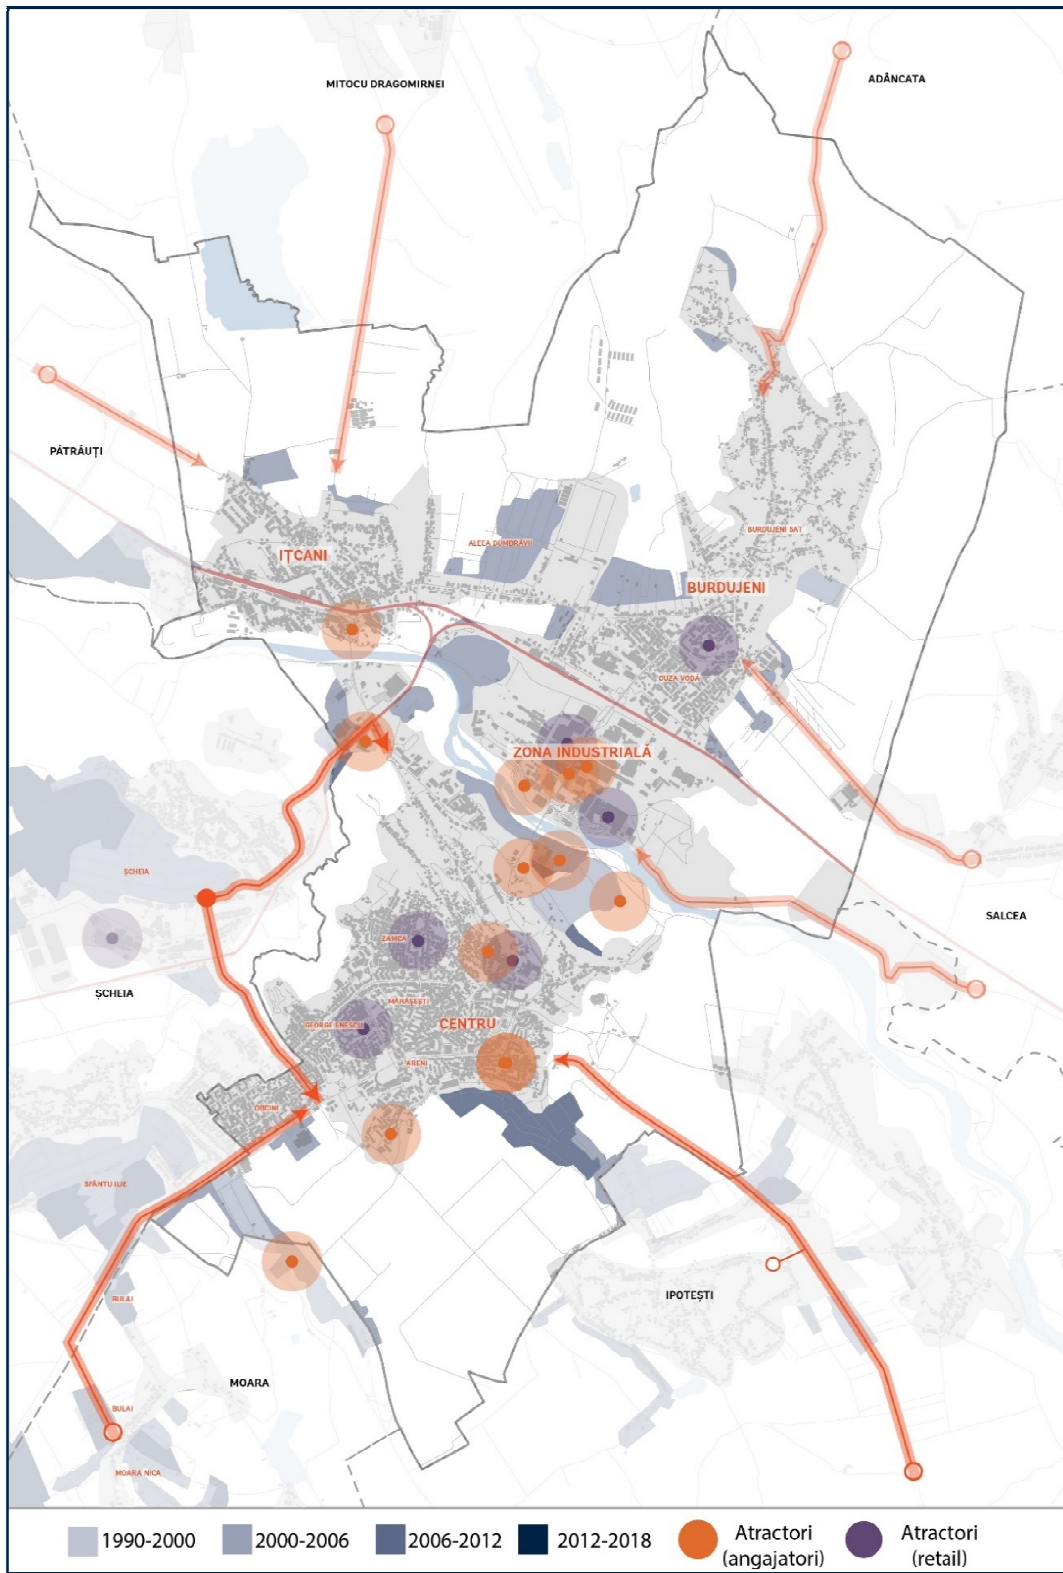 MITOCU DRAGOMIRNEI
ADÂNCATA
PĂTRĂUȚI
BURDUJENI SAT
ALEEA DUMBRĂVII
IȚCANI
BURDUJENI
CUZA VODĂ
ZONA INDUSTRIALĂ
ȘCHEIA
SALCEA
ZAMCA
ȘCHEIA
MĂRĂȘEȘTI
GEORGE ENESCU
CENTRU
ARENI
OBCINI
SFÂNTU ILIE
IPOTEȘTI
BULAI
MOARA
BULAI
MOARA NICA
1990-2000
2000-2006
2006-2012
2012-2018
Atractori
(angajatori)
Atractori
(retail)